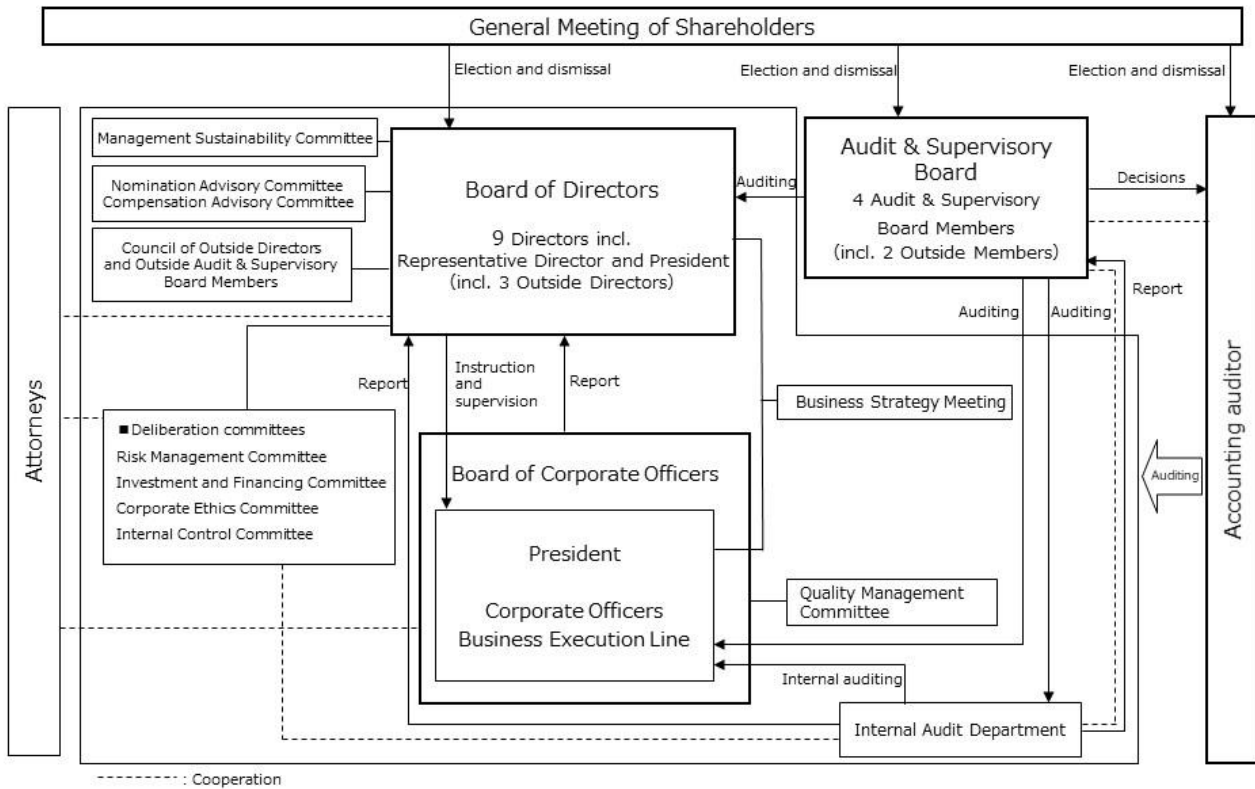 General Meeting of Shareholders
Election and dismissal
Election and dismissal
Election and dismissal
Attorneys
Management Sustainability Committee
Nomination Advisory Committee
Compensation Advisory Committee
Council of Outside Directors
and Outside Audit & Supervisory
Board Members
Board of Directors
9 Directors incl.
Representative Director and President
(incl. 3 Outside Directors)
Auditing
Audit & Supervisory
Board
4 Audit & Supervisory
Board Members
(incl. 2 Outside Members)
Decisions
Accounting auditor
Report
Auditing
Auditing
Report
Instruction
and
supervision
Report
Business Strategy Meeting
■Deliberation committees
Risk Management Committee
Investment and Financing Committee
Corporate Ethics Committee
Internal Control Committee
Board of Corporate Officers
President
Corporate Officers
Business Execution Line
Auditing
Quality Management
Committee
Internal auditing
Internal Audit Department
------- : Cooperation